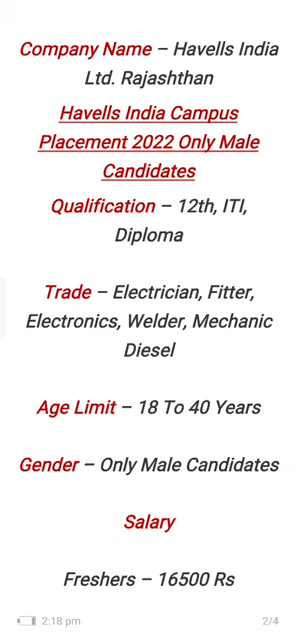 Company Name – Havells India
Ltd. Rajashthan
Havells India Campus
Placement 2022 Only Male
Candidates
Qualification – 12th, ITI,
Diploma
Trade – Electrician, Fitter,
Electronics, Welder, Mechanic
Diesel
Age Limit – 18 To 40 Years
Gender – Only Male Candidates
Salary
Freshers – 16500 Rs
2:18 pm 2/4